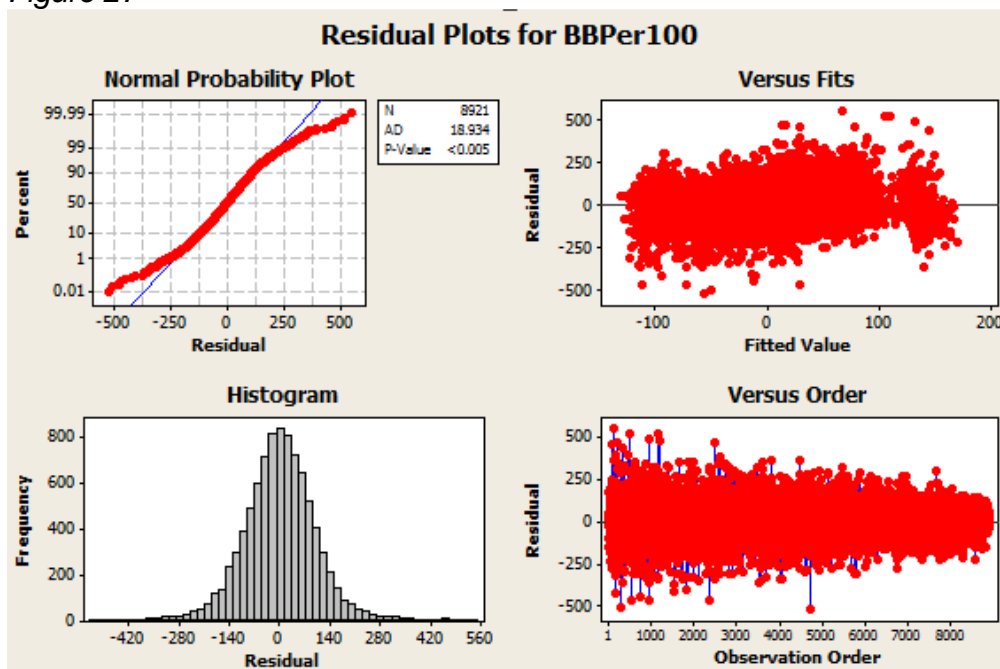 Residual Plots for BBPer100
Normal Probability Plot
99.99
99
90
50
10
1
0.01
Percent
-500 -250 0 250 500
Residual
N 8921
AD 18.934
P-Value <0.005
Versus Fits
500
250
0
-250
-500
Residual
-100 0 100 200
Fitted Value
Histogram
800
600
400
200
0
Frequency
-420 -280 -140 0 140 280 420 560
Residual
Versus Order
500
250
0
-250
-500
Residual
1 1000 2000 3000 4000 5000 6000 7000 8000
Observation Order